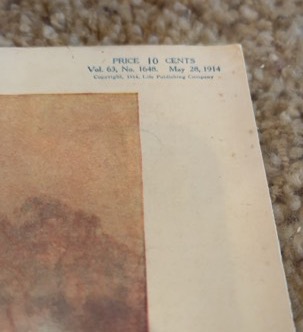 PRICE 10 CENTS
Vol. 63, No. 1648. May 28, 1914
Copyright, 1914, Life Publishing Company